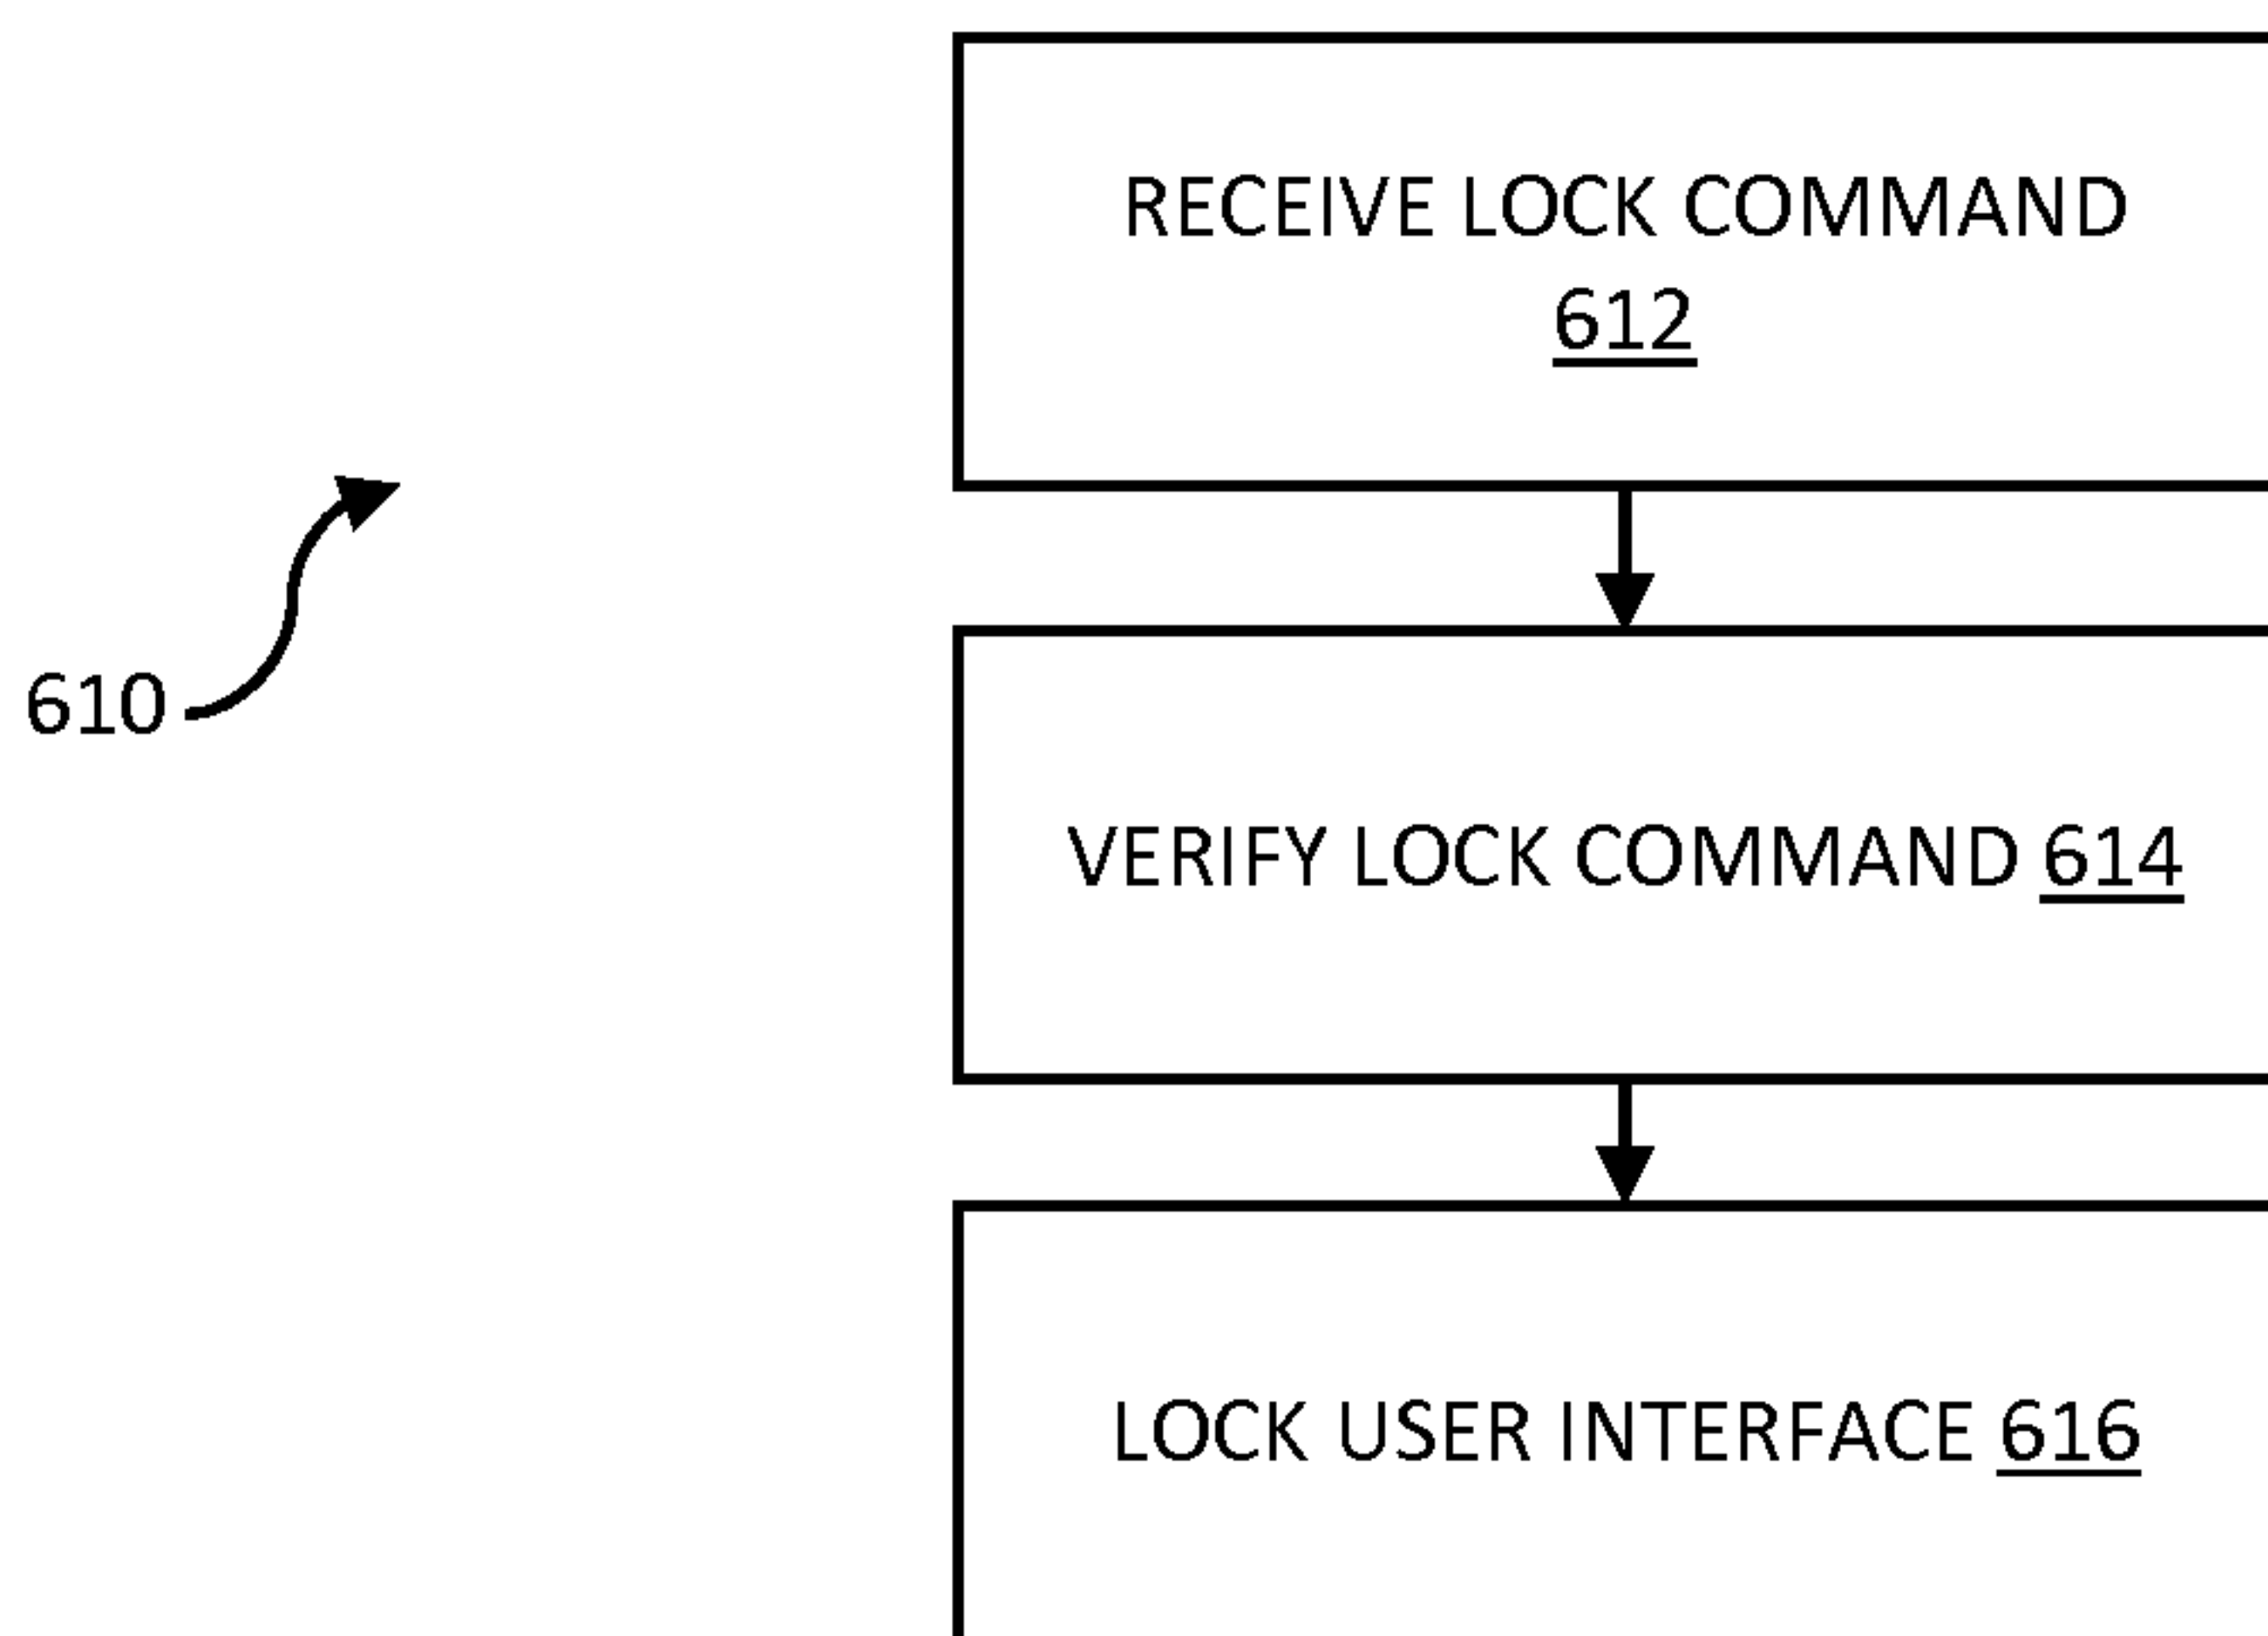 RECEIVE LOCK COMMAND
612
610
VERIFY LOCK COMMAND 614
LOCK USER INTERFACE 616